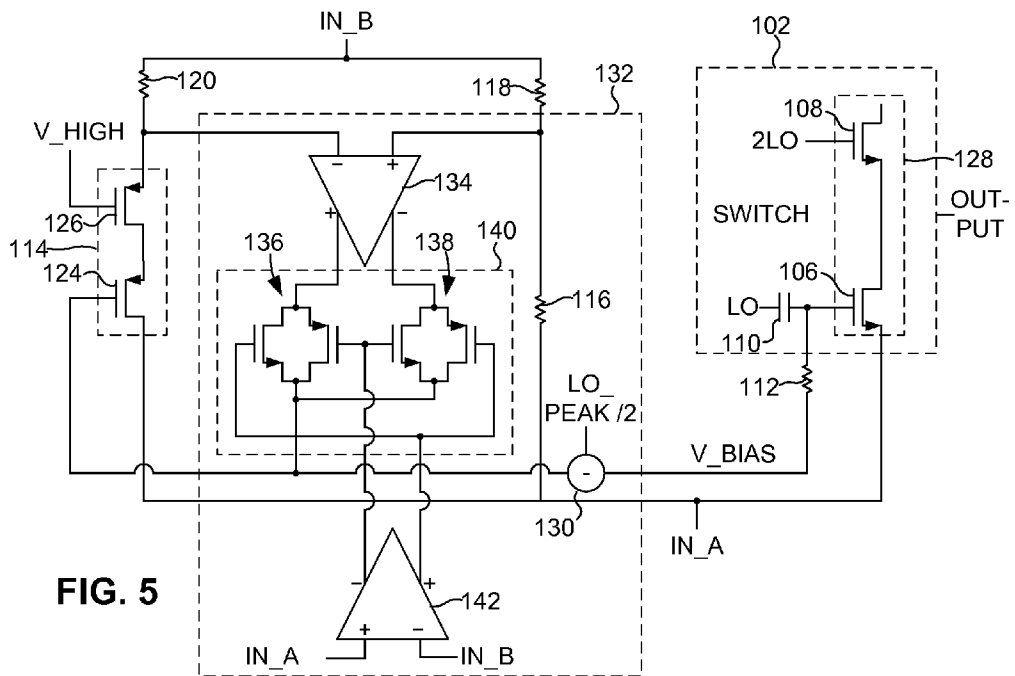 IN_B
102
120
118
132
V_HIGH
108
2LO
128
134
− +
+ −
126
114
SWITCH
OUT-
PUT
136
138
140
124
106
116
LO
110
LO_
PEAK /2
112
V_BIAS
130
IN_A
− +
142
+ −
FIG. 5
IN_A
IN_B
−